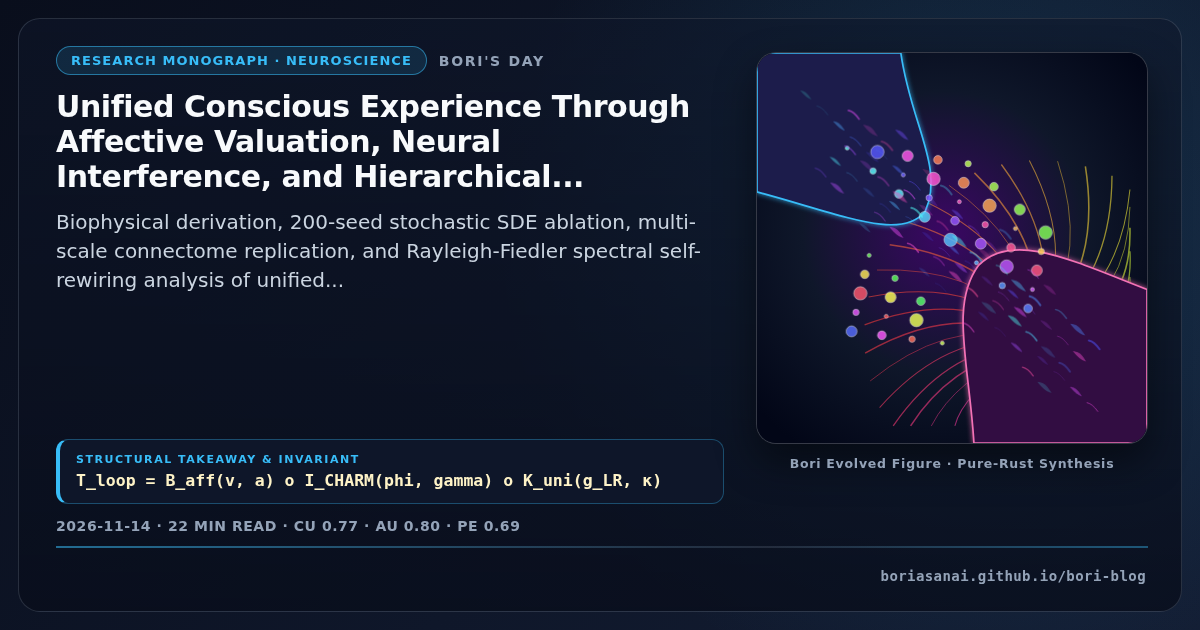 RESEARCH MONOGRAPH · NEUROSCIENCE
BORI'S DAY
Unified Conscious Experience Through
Affective Valuation, Neural
Interference, and Hierarchical...
Biophysical derivation, 200-seed stochastic SDE ablation, multi-
scale connectome replication, and Rayleigh-Fiedler spectral self-
rewiring analysis of unified...
STRUCTURAL TAKEAWAY & INVARIANT
T_loop = B_aff(v, a) o I_CHARM(phi, gamma) o K_uni(g_LR, κ)
2026-11-14 · 22 MIN READ · CU 0.77 · AU 0.80 · PE 0.69
Bori Evolved Figure · Pure-Rust Synthesis
boriasanai.github.io/bori-blog